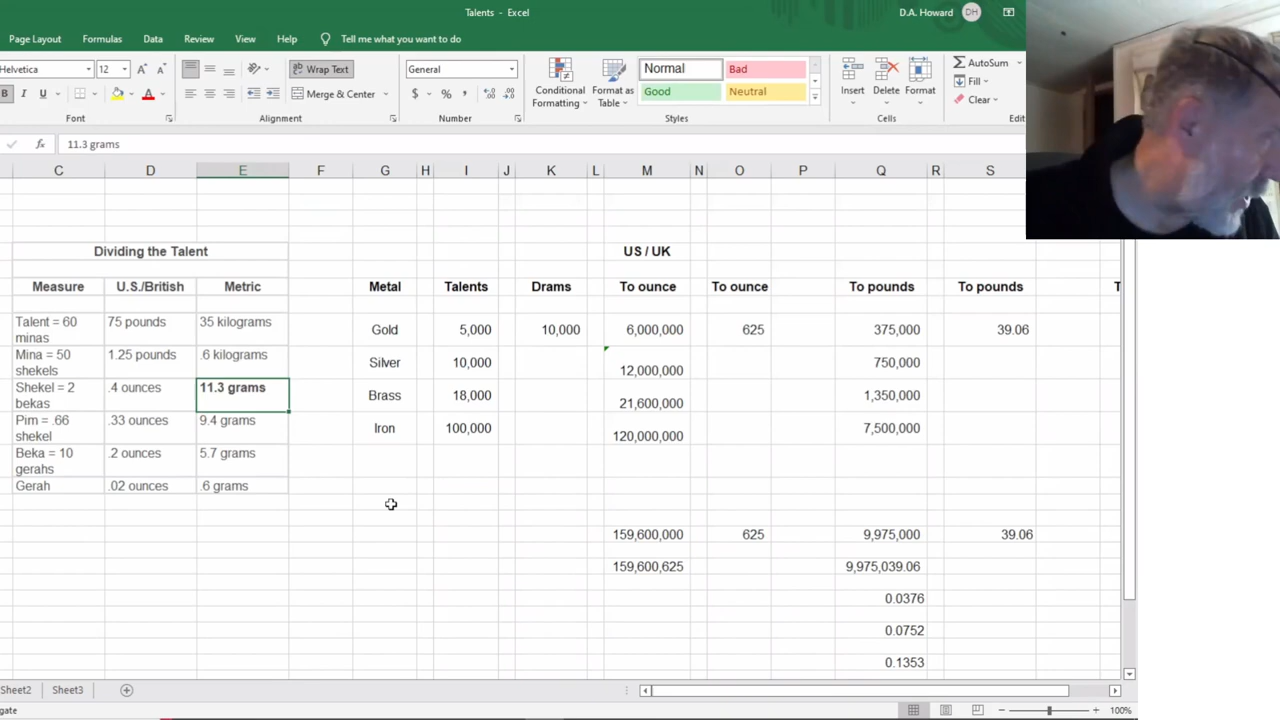 Talents - Excel
D.A. Howard DH
Page Layout Formulas Data Review View Help Tell me what you want to do
Helvetica 12 A A Wrap Text General Normal Bad AutoSum
B I U A Merge & Center $ % , Conditional Formatting Format as Table Good Neutral Insert Delete Format Fill
Clear
Font Alignment Number Styles Cells
fx 11.3 grams
C D E F G H I J K L M N O P Q R S
Dividing the Talent US / UK
Measure U.S./British Metric Metal Talents Drams To ounce To ounce To pounds To pounds T
Talent = 60 minas 75 pounds 35 kilograms Gold 5,000 10,000 6,000,000 625 375,000 39.06
Mina = 50 shekels 1.25 pounds .6 kilograms Silver 10,000 12,000,000 750,000
Shekel = 2 bekas .4 ounces 11.3 grams Brass 18,000 21,600,000 1,350,000
Pim = .66 shekel .33 ounces 9.4 grams Iron 100,000 120,000,000 7,500,000
Beka = 10 gerahs .2 ounces 5.7 grams
Gerah .02 ounces .6 grams
159,600,000 625 9,975,000 39.06
159,600,625 9,975,039.06
0.0376
0.0752
0.1353
Sheet2 Sheet3
100%